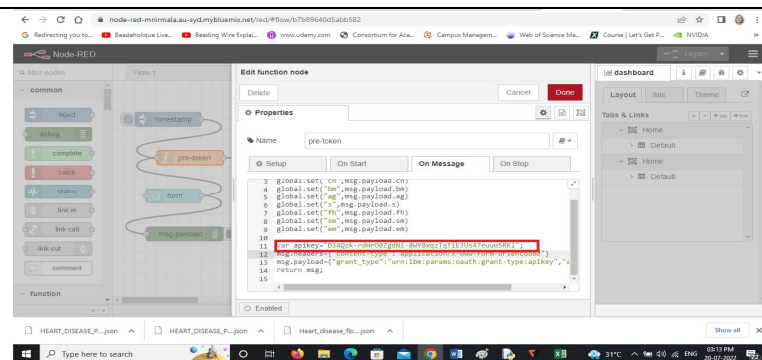 node-red-mnrimala.au-syd.mybluemix.net/red/#flow/b7b89640d5abb582
Redirecting you to...
Beadaholique Live...
Beading Wire Explai...
www.udemy.com
Consortium for Aca...
Campus Managem...
Web of Science Ma...
Course | Let's Get P...
NVIDIA
Node-RED
Deploy
filter nodes
Flow 1
Edit function node
dashboard
common
Delete
Cancel
Done
Layout
Site
Theme
inject
timestamp
Properties
Tabs & Links
+ tab
debug
Name
pre-token
Home
complete
pre-token
Setup
On Start
On Message
On Stop
Default
catch
Home
status
form
Default
link in
link call
msg.payload
link out
comment
3 global.set("cn",msg.payload.cn)
4 global.set("bm",msg.payload.bm)
5 global.set("ag",msg.payload.ag)
6 global.set("s",msg.payload.s)
7 global.set("fh",msg.payload.fh)
8 global.set("sm",msg.payload.sm)
9 global.set("em",msg.payload.em)
10
12 msg.headers={"content-type":"application/x-www-form-urlencoded"}
13 msg.payload={"grant_type":"urn:ibm:params:oauth:grant-type:apikey","a
14 return msg;
15
function
Enabled
HEART_DISEASE_P....json
HEART_DISEASE_P....json
Heart_disease_flo....json
Show all
Type here to search
31°C
ENG
03:13 PM
20-07-2022